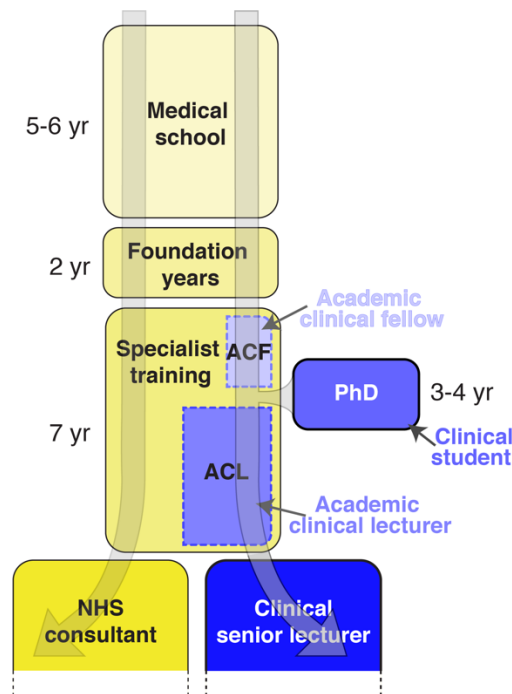 5-6 yr
Medical
school
2 yr
Foundation
years
Academic
clinical fellow
Specialist
training
ACF
PhD
3-4 yr
Clinical
student
7 yr
ACL
Academic
clinical lecturer
NHS
consultant
Clinical
senior lecturer